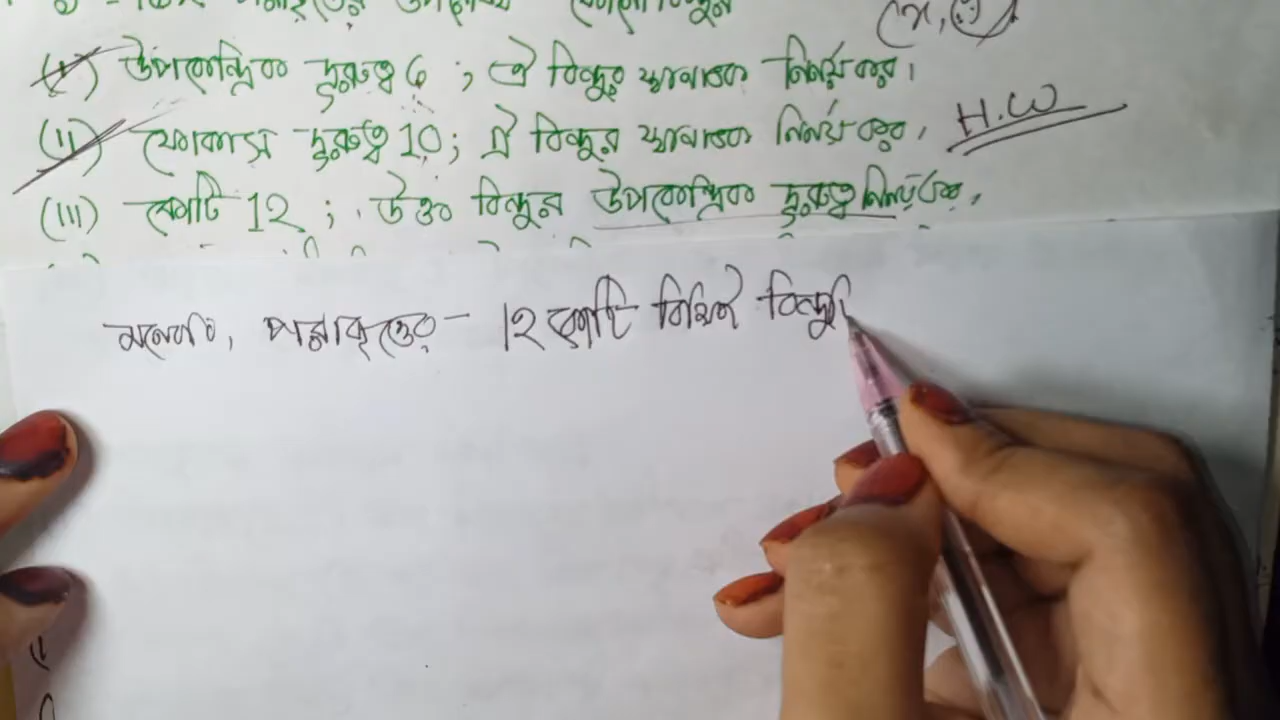 উপকেন্দ্রিক
(i) উপকেন্দ্রিক দূরত্ব 6 ; ঐ বিন্দুর স্থানাঙ্ক নির্ণয় কর।
(ii) ফোকাস দূরত্ব 10 ; ঐ বিন্দুর স্থানাঙ্ক নির্ণয় কর। H.W
(iii) কোটি 12 ; উক্ত বিন্দুর উপকেন্দ্রিক দূরত্ব নির্ণয় কর।
মনেকরি, পরাবৃত্তের - 12 কোটি বিশিষ্ট বিন্দুটি